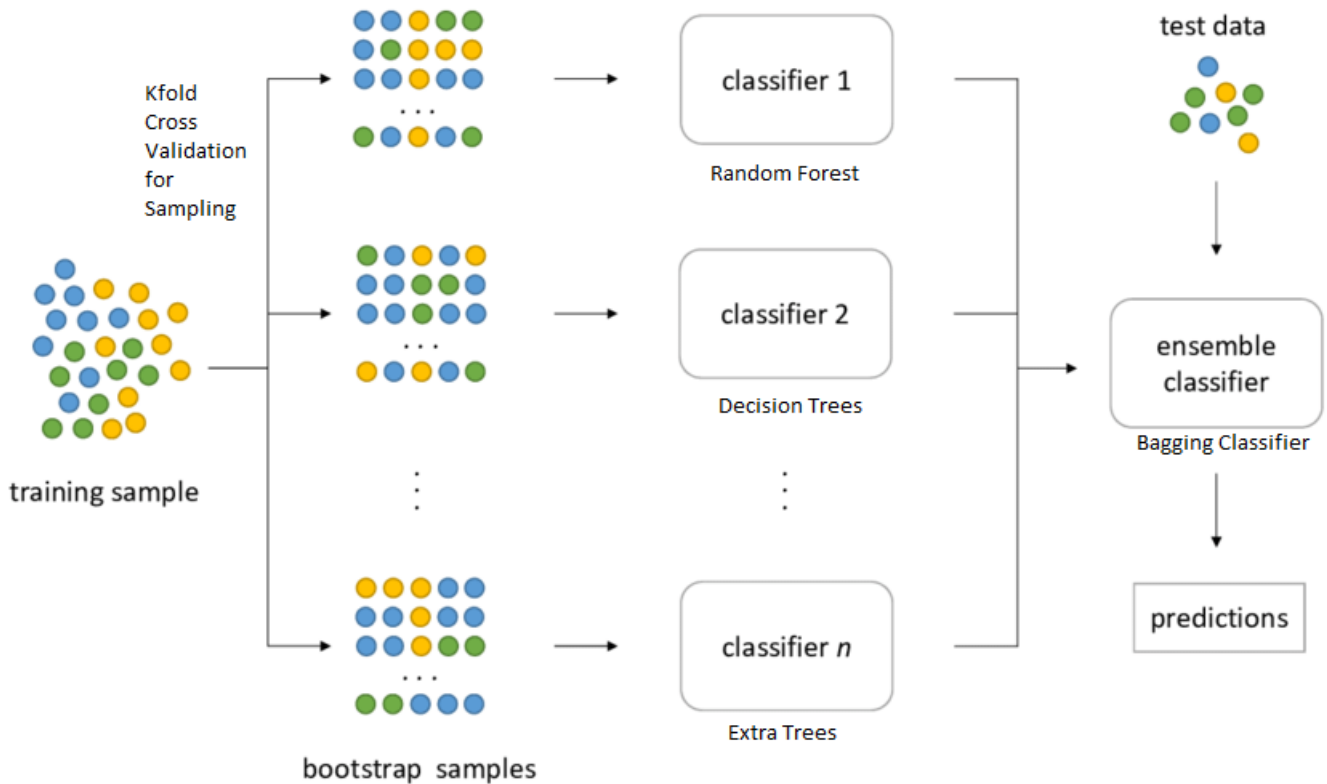 Kfold
Cross
Validation
for
Sampling
training sample
...
...
...
bootstrap samples
classifier 1
Random Forest
classifier 2
Decision Trees
classifier n
Extra Trees
test data
ensemble
classifier
Bagging Classifier
predictions